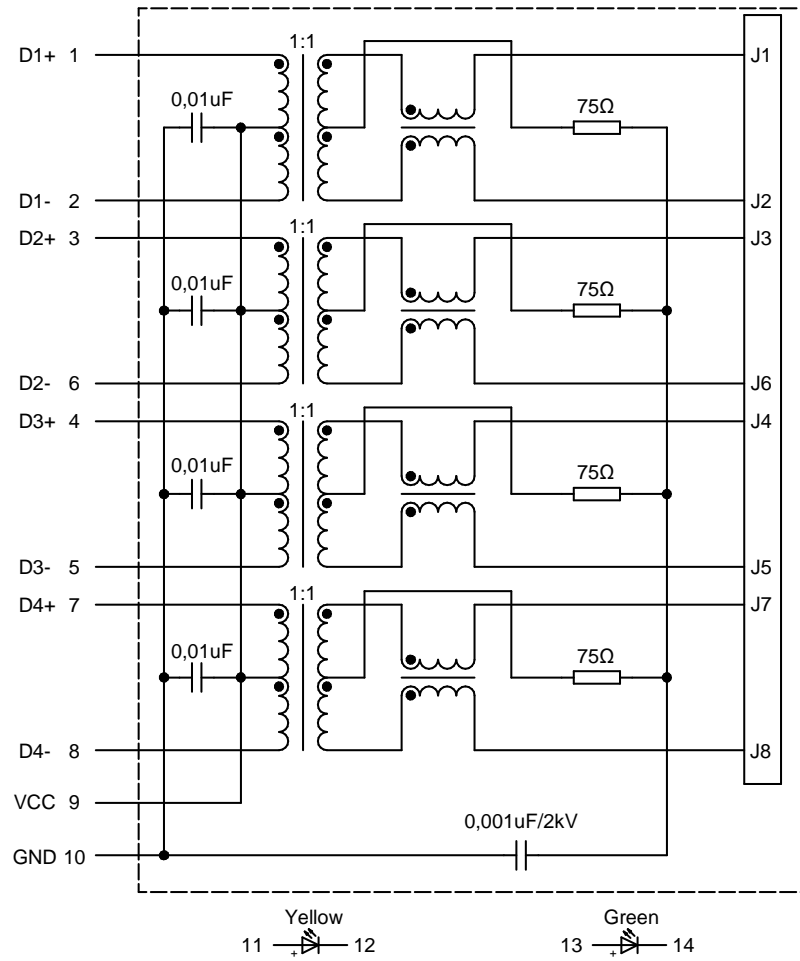 1:1
D1+ 1 J1
0,01uF 75Ω
D1- 2 J2
1:1
D2+ 3 J3
0,01uF 75Ω
D2- 6 J6
1:1
D3+ 4 J4
0,01uF 75Ω
D3- 5 J5
1:1
D4+ 7 J7
0,01uF 75Ω
D4- 8 J8
VCC 9
0,001uF/2kV
GND 10
Yellow Green
11 + 12 13 + 14